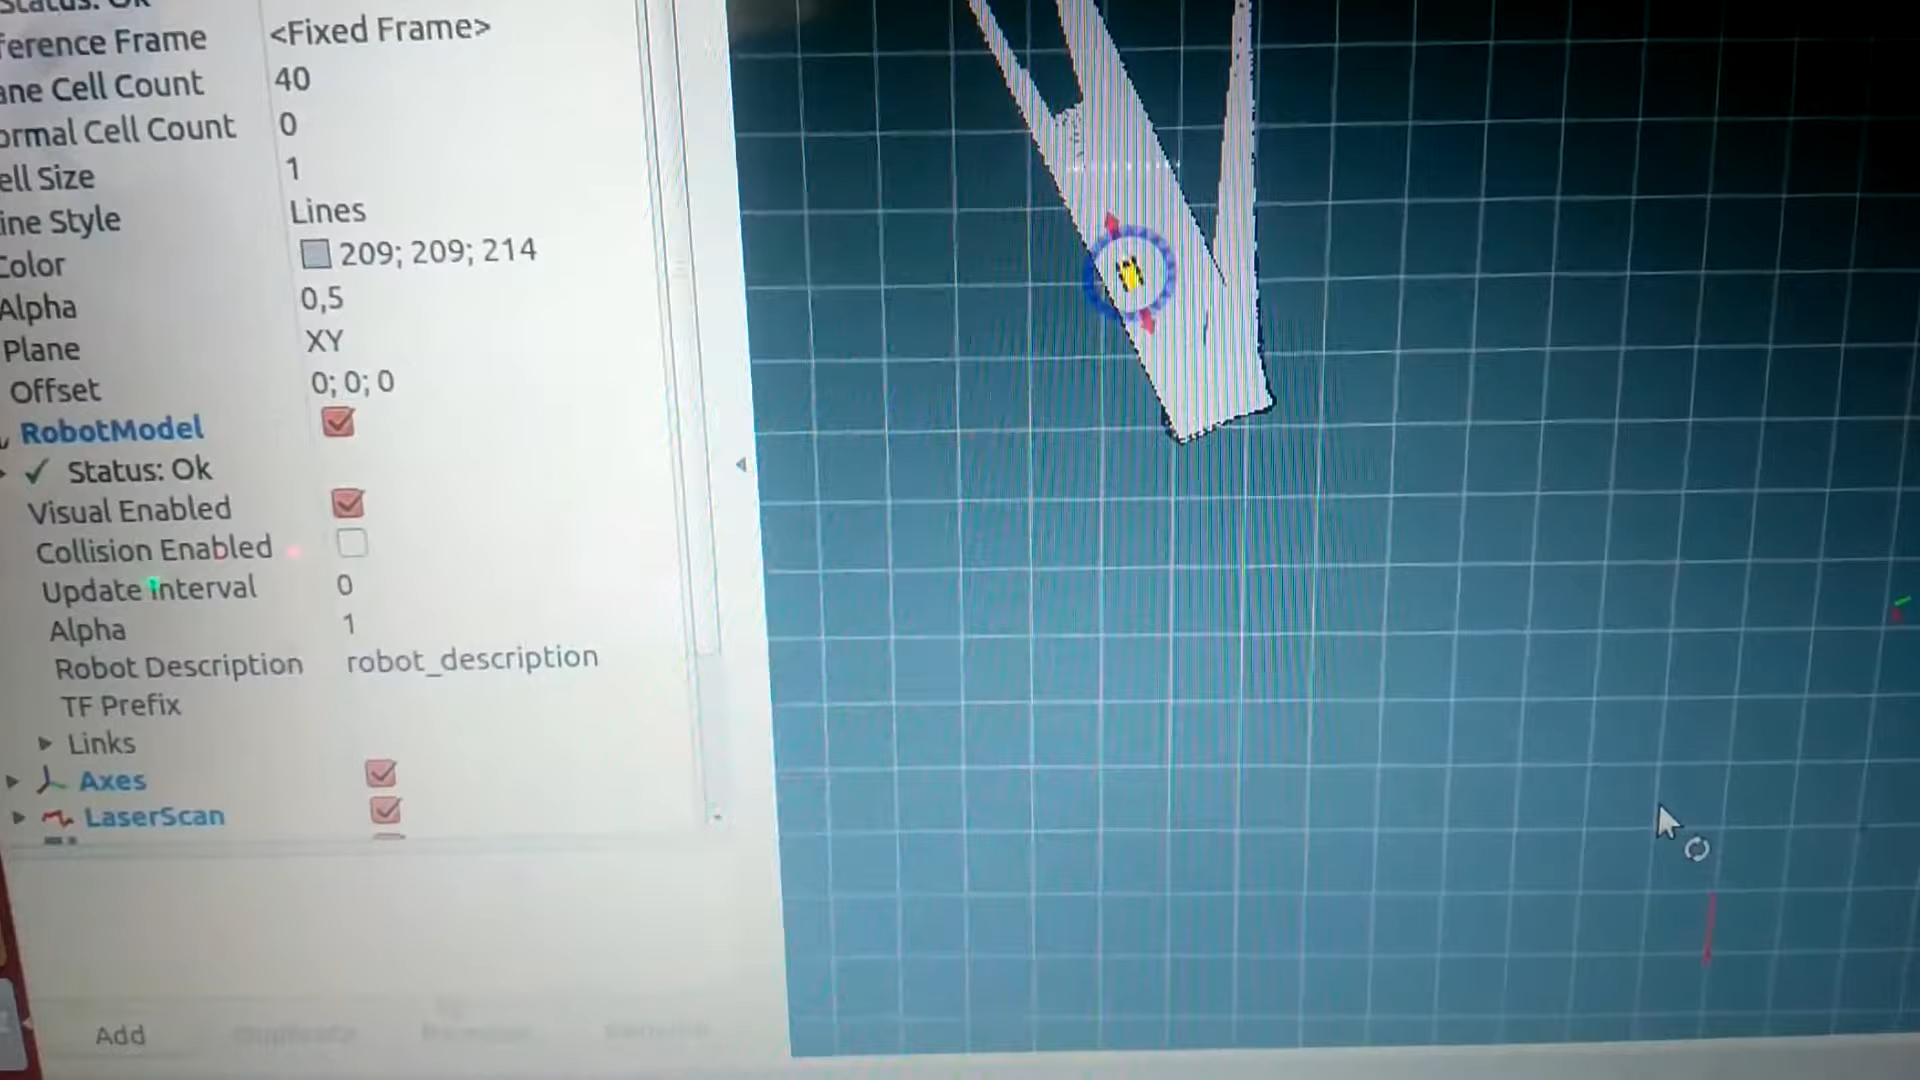 Status: Ok
ference Frame <Fixed Frame>
ane Cell Count 40
ormal Cell Count 0
ell Size 1
ine Style Lines
Color 209; 209; 214
Alpha 0,5
Plane XY
Offset 0; 0; 0
RobotModel
Status: Ok
Visual Enabled
Collision Enabled
Update Interval 0
Alpha 1
Robot Description robot_description
TF Prefix
Links
Axes
LaserScan
Add